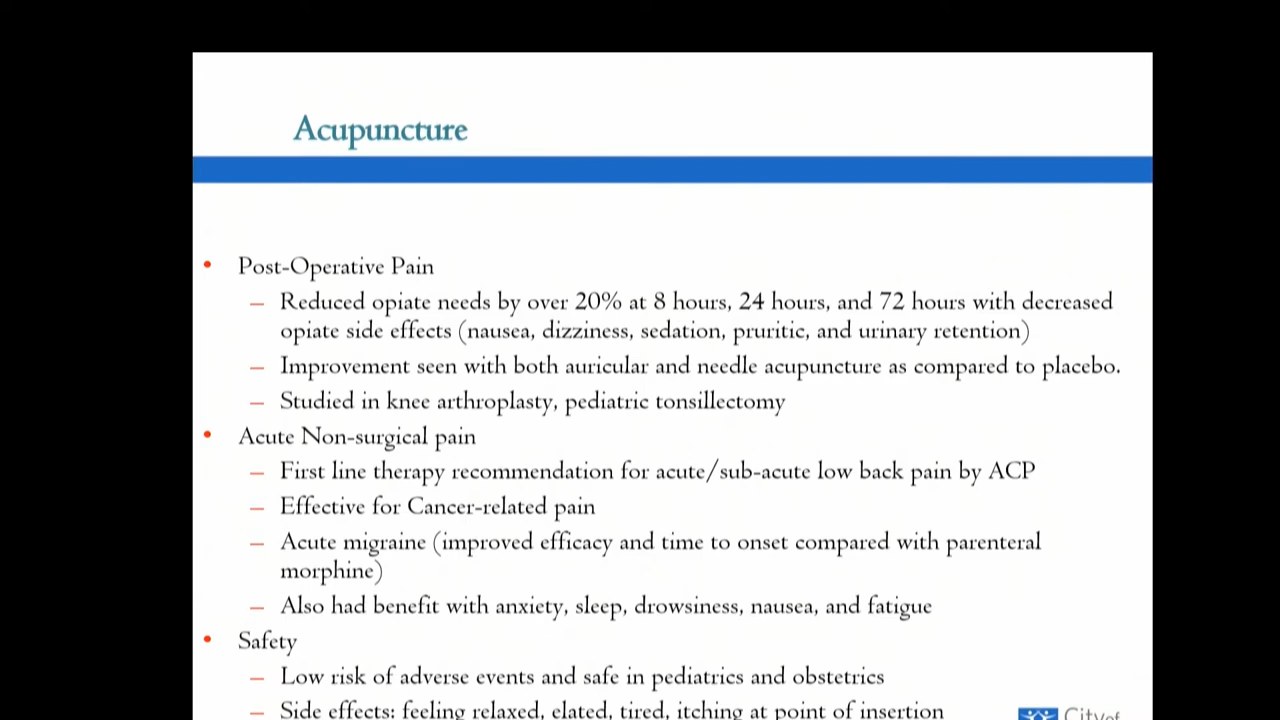 Acupuncture
• Post-Operative Pain
– Reduced opiate needs by over 20% at 8 hours, 24 hours, and 72 hours with decreased
opiate side effects (nausea, dizziness, sedation, pruritic, and urinary retention)
– Improvement seen with both auricular and needle acupuncture as compared to placebo.
– Studied in knee arthroplasty, pediatric tonsillectomy
• Acute Non-surgical pain
– First line therapy recommendation for acute/sub-acute low back pain by ACP
– Effective for Cancer-related pain
– Acute migraine (improved efficacy and time to onset compared with parenteral
morphine)
– Also had benefit with anxiety, sleep, drowsiness, nausea, and fatigue
• Safety
– Low risk of adverse events and safe in pediatrics and obstetrics
– Side effects: feeling relaxed, elated, tired, itching at point of insertion
City of